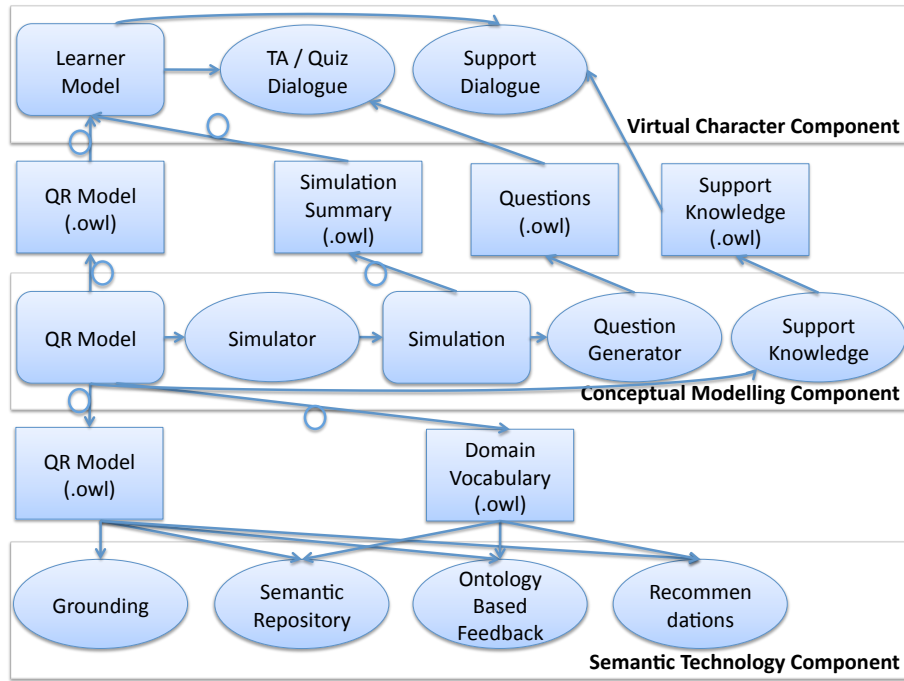 Learner
Model
TA / Quiz
Dialogue
Support
Dialogue
Virtual Character Component
QR Model
(.owl)
Simulation
Summary
(.owl)
Questions
(.owl)
Support
Knowledge
(.owl)
QR Model
Simulator
Simulation
Question
Generator
Support
Knowledge
Conceptual Modelling Component
QR Model
(.owl)
Domain
Vocabulary
(.owl)
Grounding
Semantic
Repository
Ontology
Based
Feedback
Recommen
dations
Semantic Technology Component